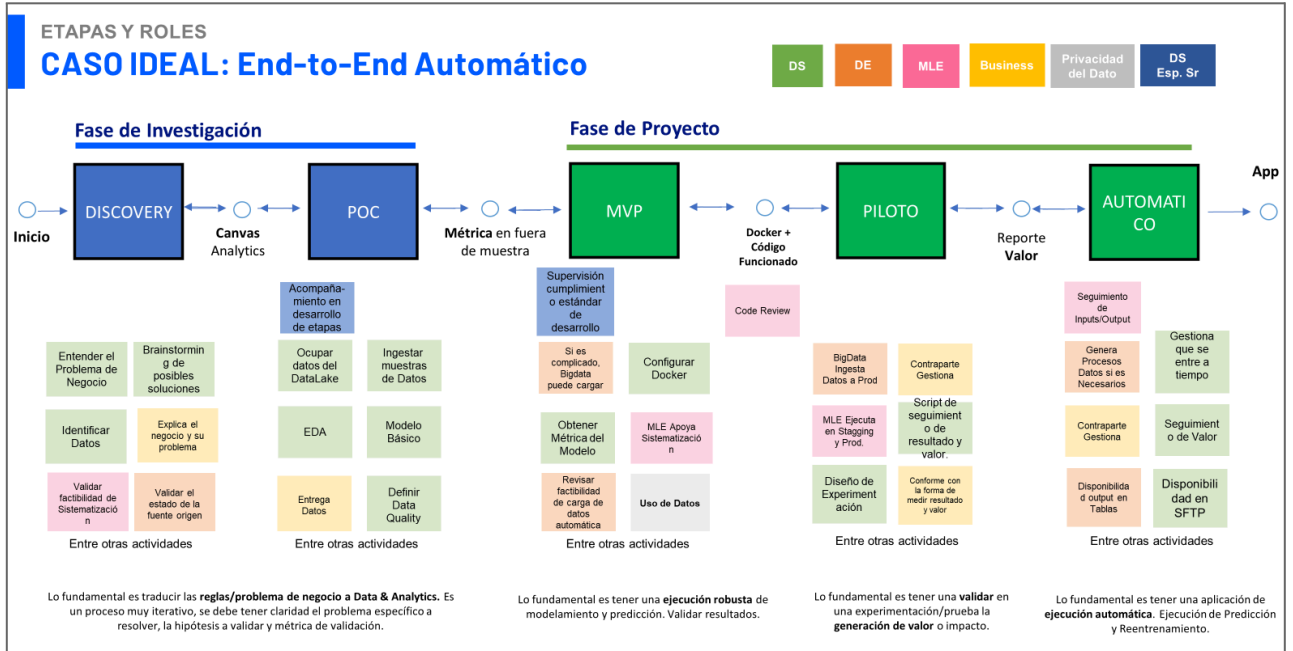 ETAPAS Y ROLES
CASO IDEAL: End-to-End Automático
DS
DE
MLE
Business
Privacidad
del Dato
DS
Esp. Sr
Fase de Investigación
Fase de Proyecto
Inicio
DISCOVERY
Canvas
Analytics
POC
Métrica en fuera
de muestra
MVP
Docker +
Código
Funcionado
PILOTO
Reporte
Valor
AUTOMATI
CO
App
Entender el
Problema de
Negocio
Brainstormin
g de
posibles
soluciones
Identificar
Datos
Explica el
negocio y su
problema
Validar
factibilidad de
Sistematizació
n
Validar el
estado de la
fuente origen
Entre otras actividades
Acompaña-
miento en
desarrollo
de etapas
Ocupar
datos del
DataLake
Ingestar
muestras
de Datos
EDA
Modelo
Básico
Entrega
Datos
Definir
Data
Quality
Entre otras actividades
Supervisión
cumplimient
o estándar
de
desarrollo
Si es
complicado,
Bigdata
puede cargar
Configurar
Docker
Obtener
Métrica del
Modelo
MLE Apoya
Sistematizació
n
Revisar
factibilidad
de carga de
datos
automática
Uso de Datos
Entre otras actividades
Code Review
BigData
Ingesta
Datos a Prod
Contraparte
Gestiona
MLE Ejecuta
en Stagging
y Prod.
Script de
seguimient
o de
resultado y
valor.
Diseño de
Experiment
ación
Conforme con
la forma de
medir resultado
y valor
Entre otras actividades
Seguimiento
de
Inputs/Output
Genera
Procesos
Datos si es
Necesarios
Gestiona
que se
entre a
tiempo
Contraparte
Gestiona
Seguimient
o de Valor
Disponibilida
d output en
Tablas
Disponibili
dad en
SFTP
Entre otras actividades
Lo fundamental es traducir las reglas/problema de negocio a Data & Analytics. Es
un proceso muy iterativo, se debe tener claridad el problema específico a
resolver, la hipótesis a validar y métrica de validación.
Lo fundamental es tener una ejecución robusta de
modelamiento y predicción. Validar resultados.
Lo fundamental es tener una validar en
una experimentación/prueba la
generación de valor o impacto.
Lo fundamental es tener una aplicación de
ejecución automática. Ejecución de Predicción
y Reentrenamiento.